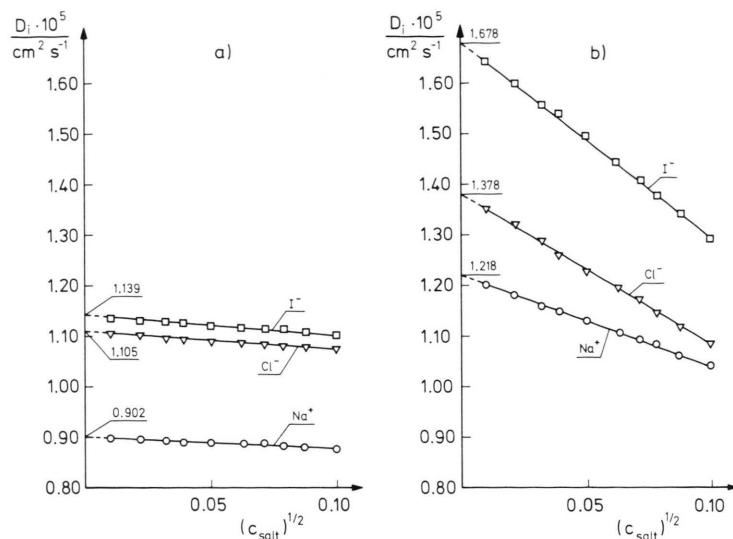 D_i · 10^5
cm^2 s^-1
a)
1.60
1.50
1.40
1.30
1.20
1.10
1.00
0.90
0.80
1.139
I^-
1.105
Cl^-
0.902
Na^+
0.05
0.10
(c_salt)^1/2
D_i · 10^5
cm^2 s^-1
b)
1.678
1.60
1.50
I^-
1.40
1.378
1.30
Cl^-
1.218
1.20
1.10
Na^+
1.00
0.90
0.80
0.05
0.10
(c_salt)^1/2